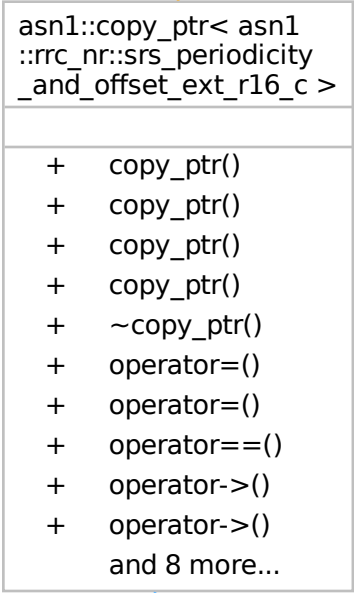 asn1::copy_ptr< asn1
::rrc_nr::srs_periodicity
_and_offset_ext_r16_c >
+ copy_ptr()
+ copy_ptr()
+ copy_ptr()
+ copy_ptr()
+ ~copy_ptr()
+ operator=()
+ operator=()
+ operator==()
+ operator->()
+ operator->()
and 8 more...